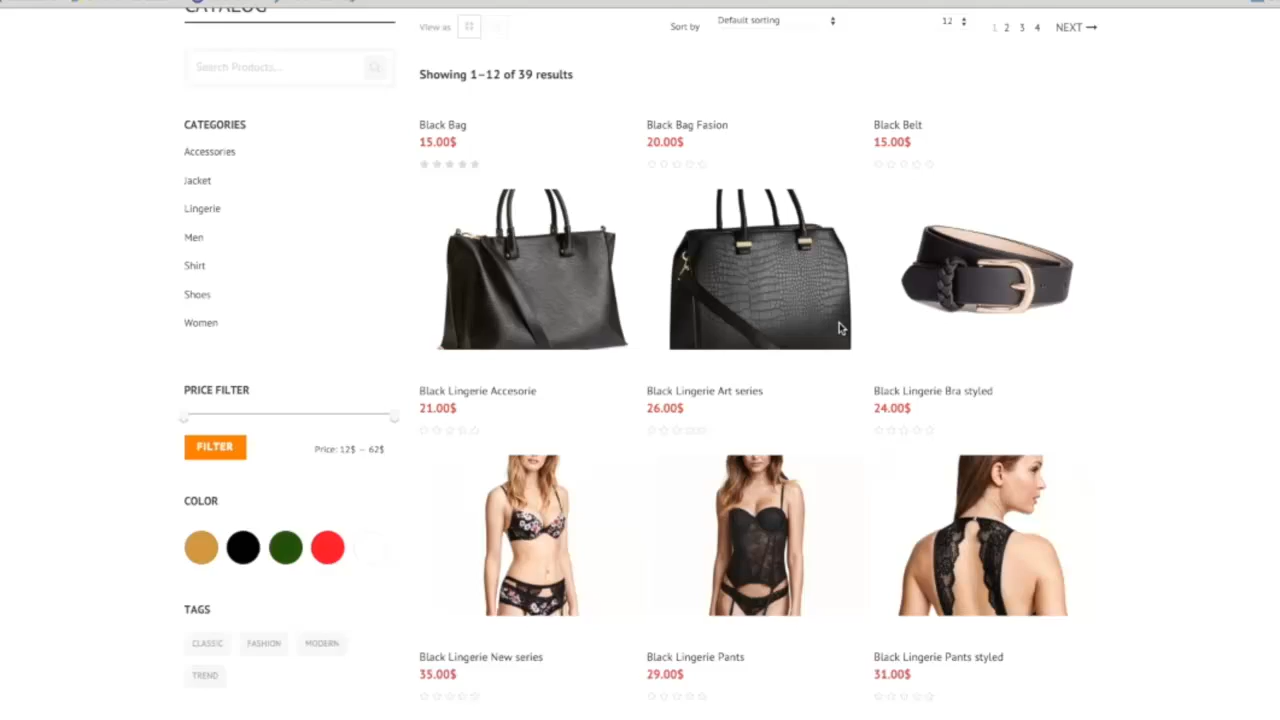 CATALOG
View as
Sort by
Default sorting
12
1 2 3 4 NEXT
Search Products...
Showing 1–12 of 39 results
CATEGORIES
Accessories
Jacket
Lingerie
Men
Shirt
Shoes
Women
PRICE FILTER
FILTER
Price: 12$ — 62$
COLOR
TAGS
CLASSIC FASHION MODERN
TREND
Black Bag
15.00$
Black Bag Fasion
20.00$
Black Belt
15.00$
Black Lingerie Accesorie
21.00$
Black Lingerie Art series
26.00$
Black Lingerie Bra styled
24.00$
Black Lingerie New series
35.00$
Black Lingerie Pants
29.00$
Black Lingerie Pants styled
31.00$